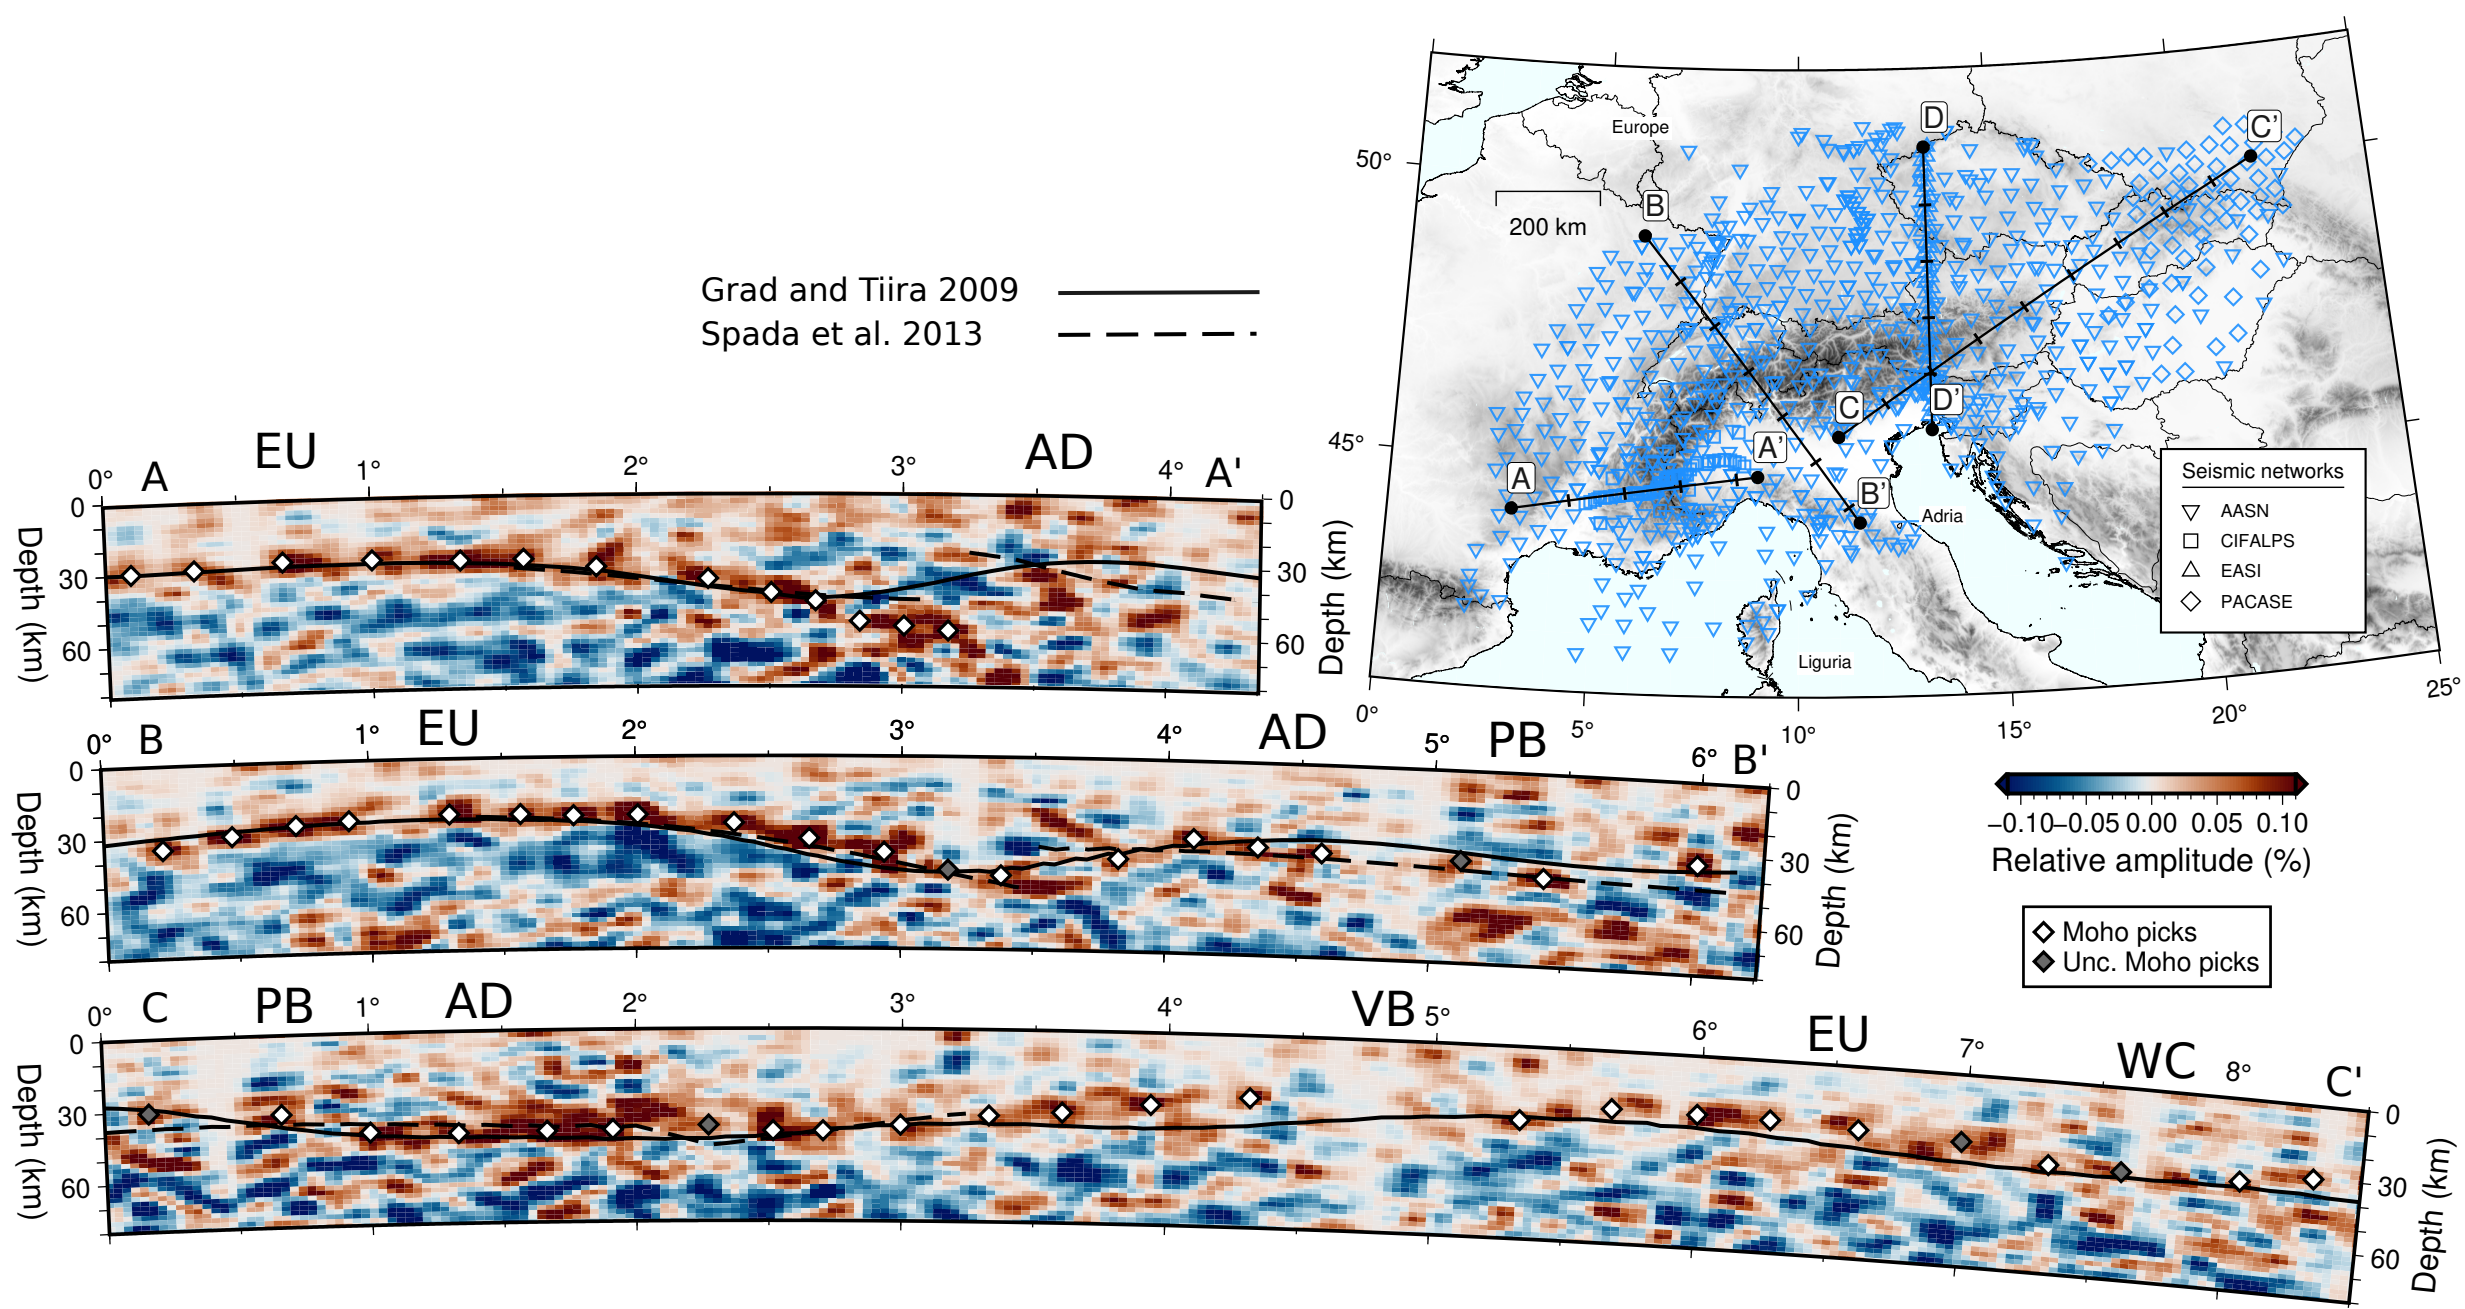 Grad and Tiira 2009
Spada et al. 2013
Europe
200 km
50°
45°
0°
5°
10°
15°
20°
25°
A
A'
B
B'
C
C'
D
D'
Adria
Liguria
Seismic networks
AASN
CIFALPS
EASI
PACASE
EU
AD
0° A 1° 2° 3° 4° A'
0
30
60
Depth (km)
0
30
60
Depth (km)
EU
AD
PB
0° B 1° 2° 3° 4° 5° 6° B'
0
30
60
Depth (km)
0
30
60
Depth (km)
−0.10 −0.05 0.00 0.05 0.10
Relative amplitude (%)
Moho picks
Unc. Moho picks
PB
AD
VB
EU
WC
0° C 1° 2° 3° 4° 5° 6° 7° 8° C'
0
30
60
Depth (km)
0
30
60
Depth (km)